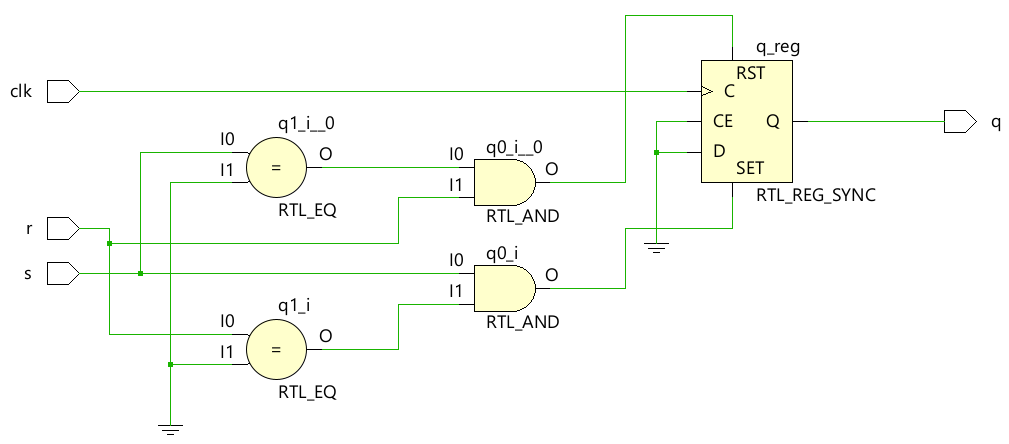 q_reg
RST
clk
C
q1_i__0
I0
O
CE
Q
q
q0_i__0
I0
O
I1
=
D
I1
SET
RTL_EQ
RTL_AND
RTL_REG_SYNC
r
q0_i
I0
O
s
I1
q1_i
RTL_AND
I0
O
I1
=
RTL_EQ